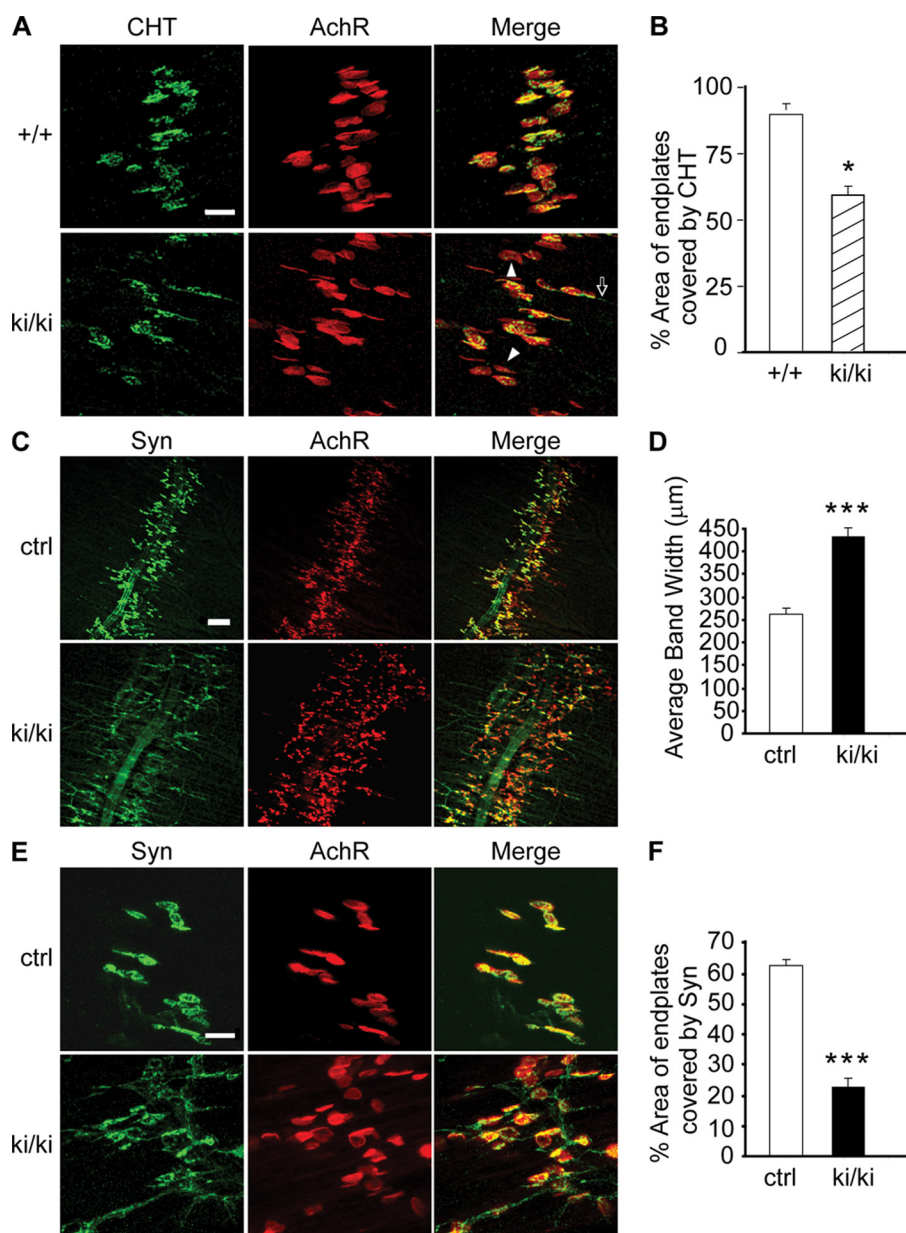 A
CHT AchR Merge
+/+
ki/ki
B
% Area of endplates
covered by CHT
100
75
50
25
0
*
+/+ ki/ki
C
Syn AchR Merge
ctrl
ki/ki
D
Average Band Width (μm)
450
400
350
300
250
200
150
100
50
0
***
ctrl ki/ki
E
Syn AchR Merge
ctrl
ki/ki
F
% Area of endplates
covered by Syn
70
60
50
40
30
20
10
0
***
ctrl ki/ki